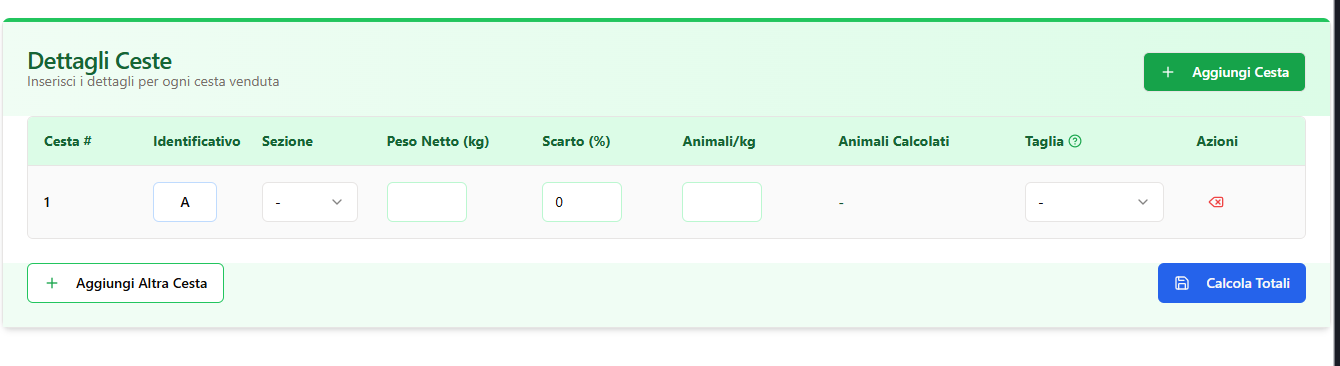 Dettagli Ceste
Inserisci i dettagli per ogni cesta venduta
Aggiungi Cesta
Cesta # Identificativo Sezione Peso Netto (kg) Scarto (%) Animali/kg Animali Calcolati Taglia Azioni
1 A - 0 - -
Aggiungi Altra Cesta
Calcola Totali